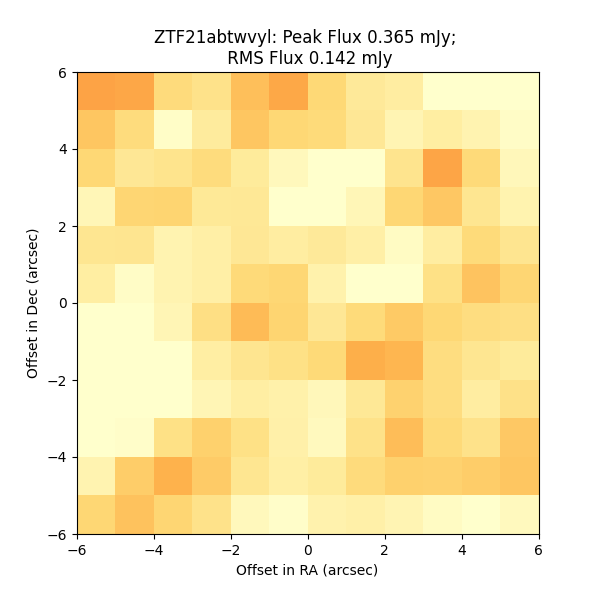 ZTF21abtwvyl: Peak Flux 0.365 mJy;
RMS Flux 0.142 mJy
6
4
2
0
−2
−4
−6
Offset in Dec (arcsec)
−6 −4 −2 0 2 4 6
Offset in RA (arcsec)